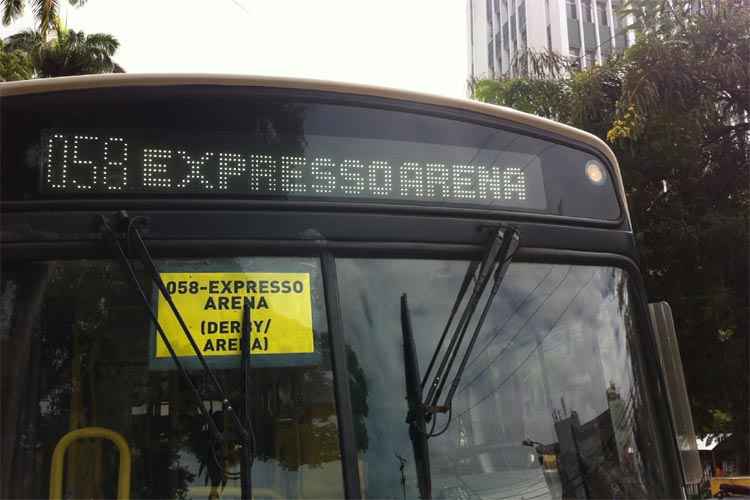 058 EXPRESSO ARENA
058-EXPRESSO
ARENA
(DERBY/
ARENA)